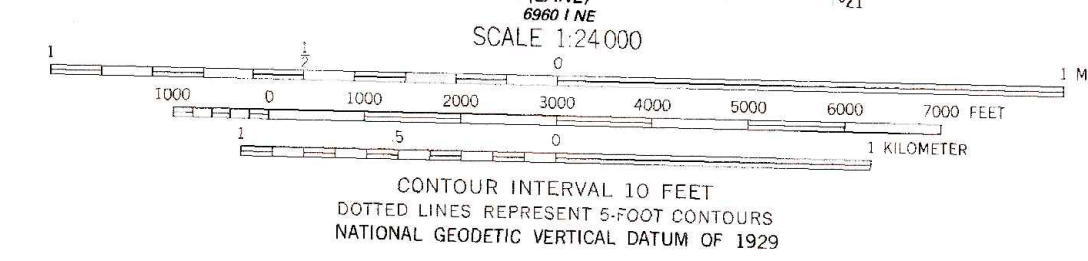 6960 I NE
SCALE 1:24000
1 1/2 0 1 M
1000 0 1000 2000 3000 4000 5000 6000 7000 FEET
1 .5 0 1 KILOMETER
CONTOUR INTERVAL 10 FEET
DOTTED LINES REPRESENT 5-FOOT CONTOURS
NATIONAL GEODETIC VERTICAL DATUM OF 1929